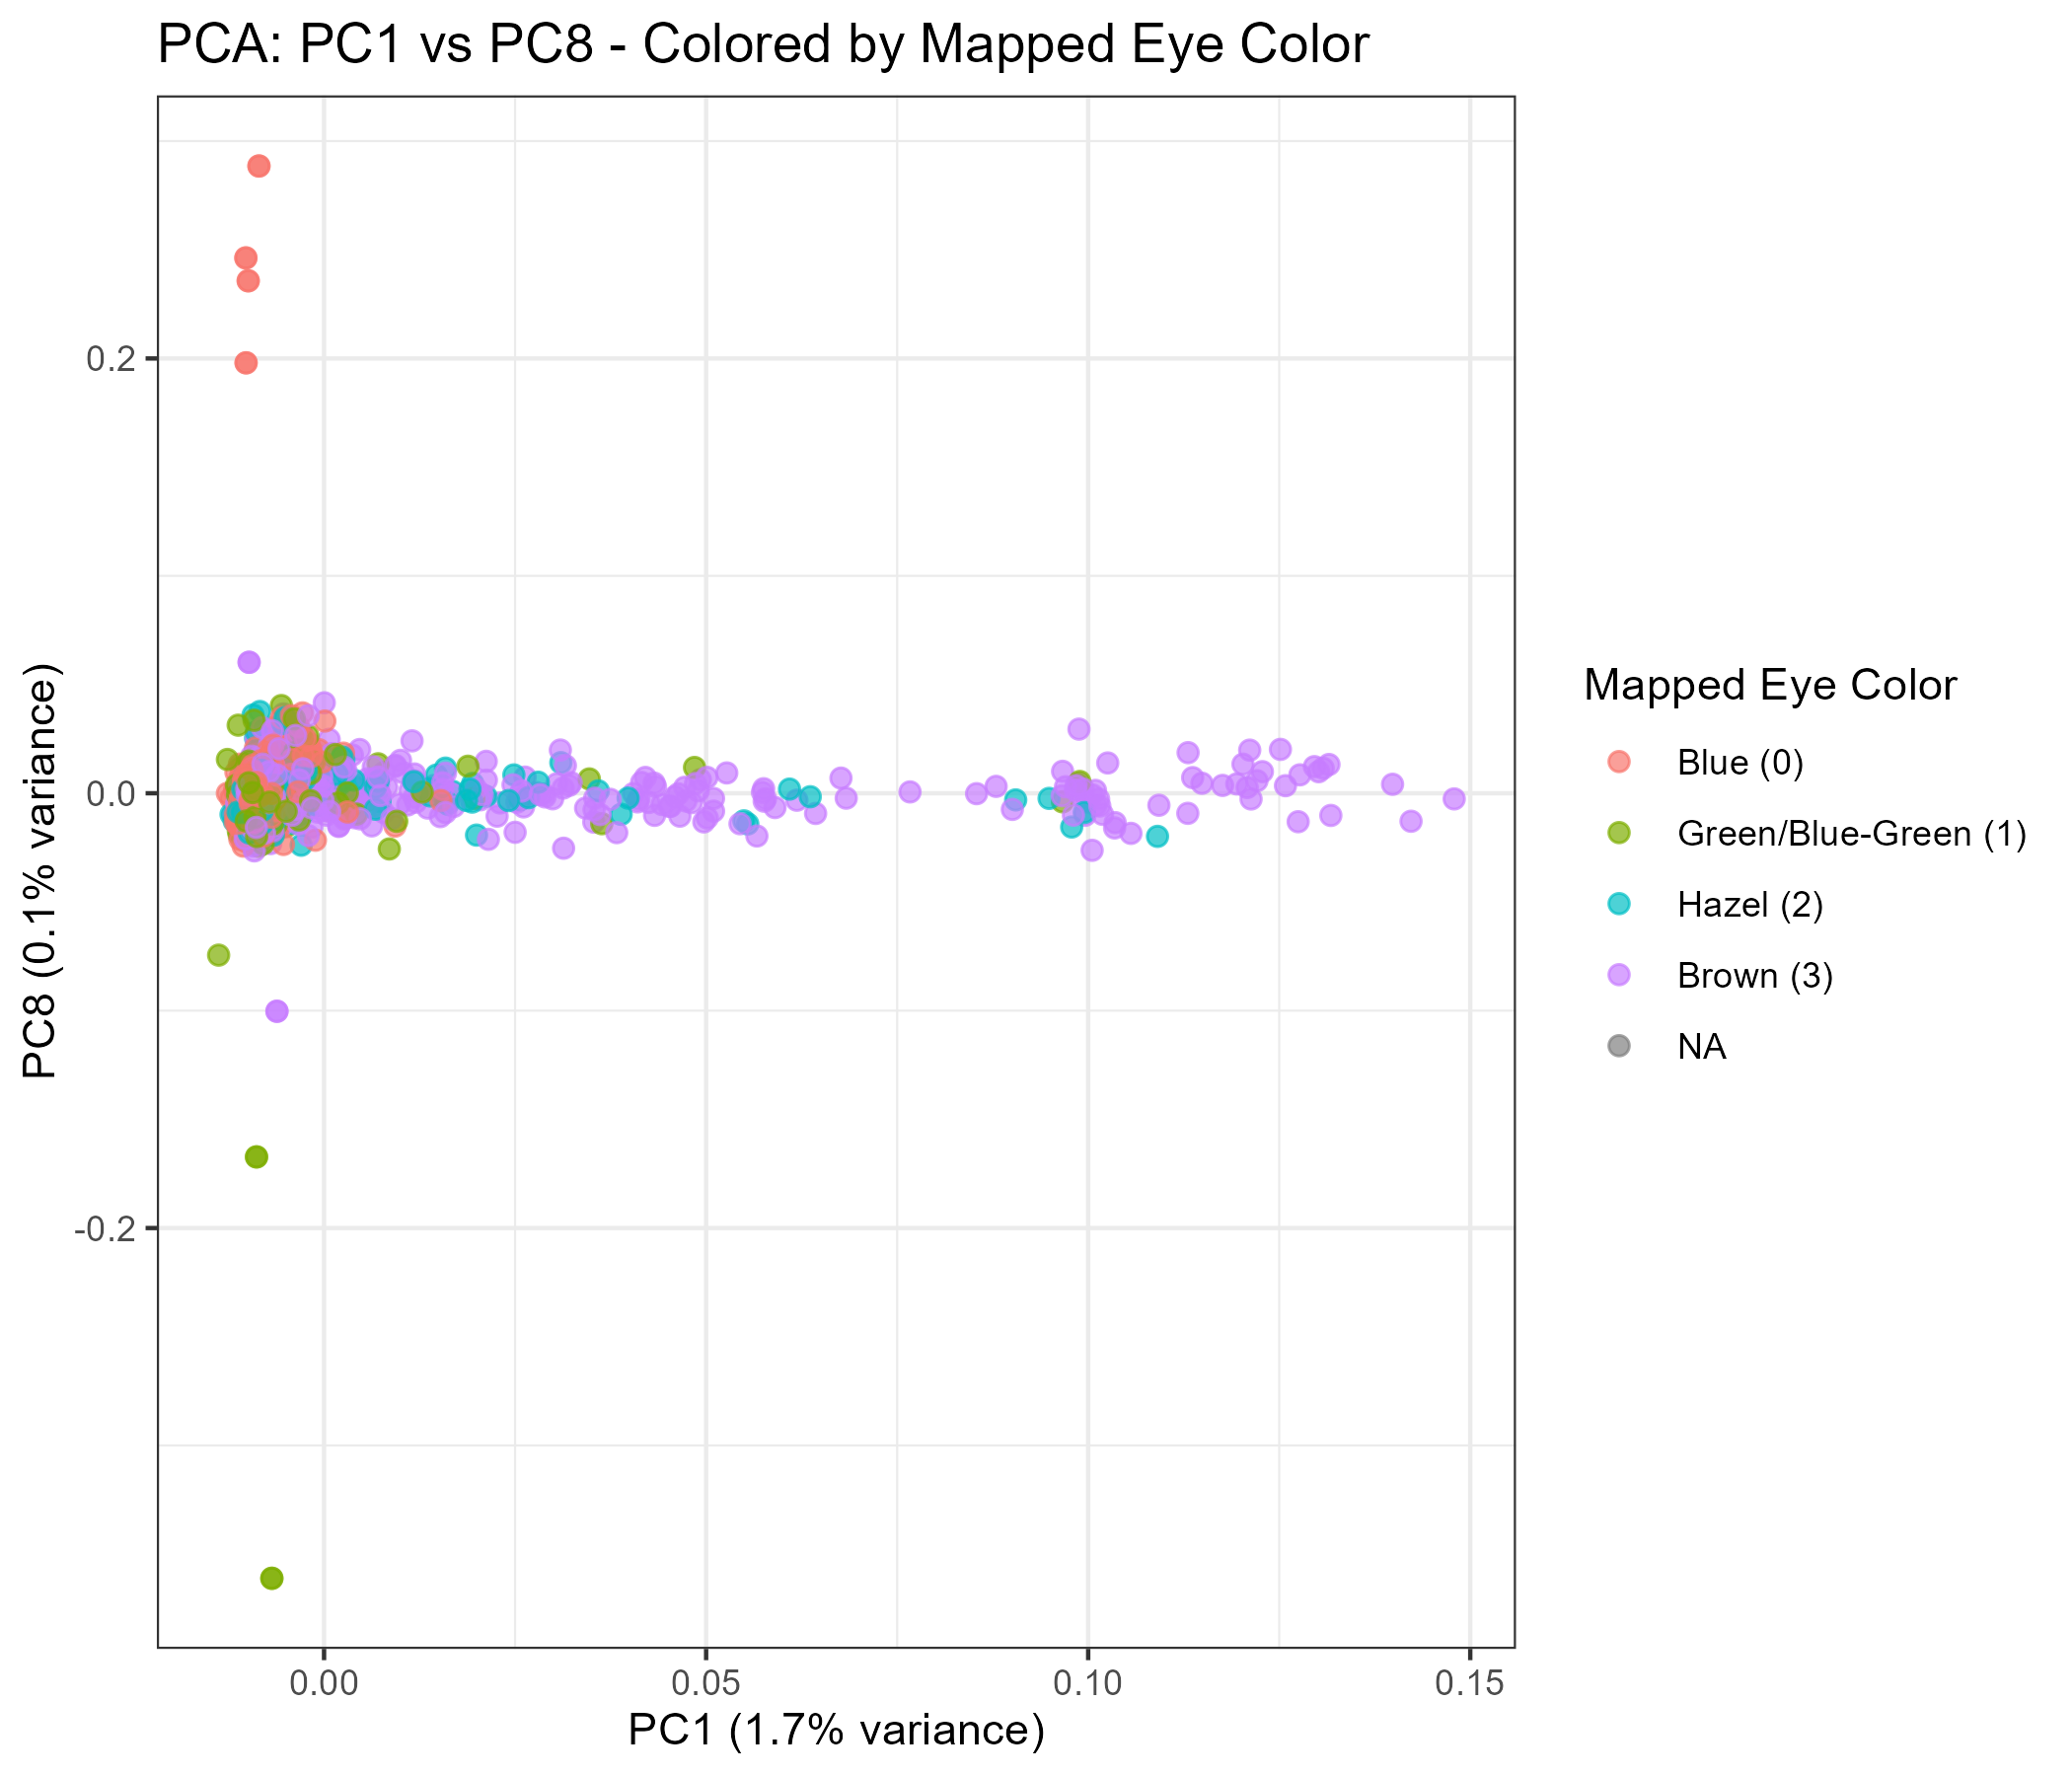 PCA: PC1 vs PC8 - Colored by Mapped Eye Color
PC8 (0.1% variance)
0.2
0.0
-0.2
0.00
0.05
0.10
0.15
PC1 (1.7% variance)
Mapped Eye Color
Blue (0)
Green/Blue-Green (1)
Hazel (2)
Brown (3)
NA